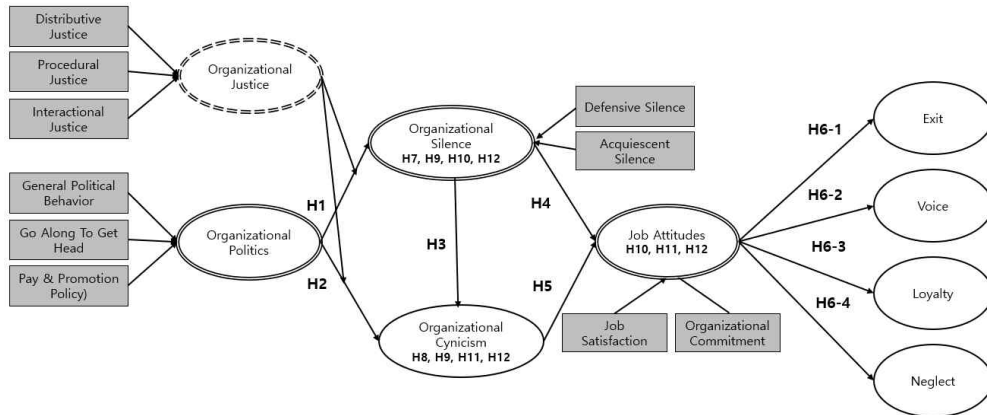 Distributive
Justice
Procedural
Justice
Interactional
Justice
Organizational
Justice
General Political
Behavior
Go Along To Get
Head
Pay & Promotion
Policy)
Organizational
Politics
H1
H2
Organizational
Silence
H7, H9, H10, H12
Defensive Silence
Acquiescent
Silence
H3
H4
H5
Organizational
Cynicism
H8, H9, H11, H12
Job Attitudes
H10, H11, H12
Job
Satisfaction
Organizational
Commitment
H6-1
H6-2
H6-3
H6-4
Exit
Voice
Loyalty
Neglect